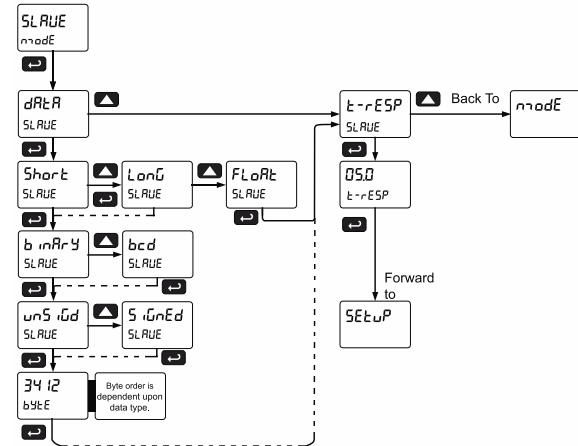 SLAVE
modE
dAtA
SLAVE
t-rESP
SLAVE
Back To
modE
Short
SLAVE
LonG
SLAVE
FLoAt
SLAVE
05.0
t-rESP
binArY
SLAVE
bcd
SLAVE
Forward
to
unSiGd
SLAVE
SiGnEd
SLAVE
SEtuP
3412
bYtE
Byte order is
dependent upon
data type.